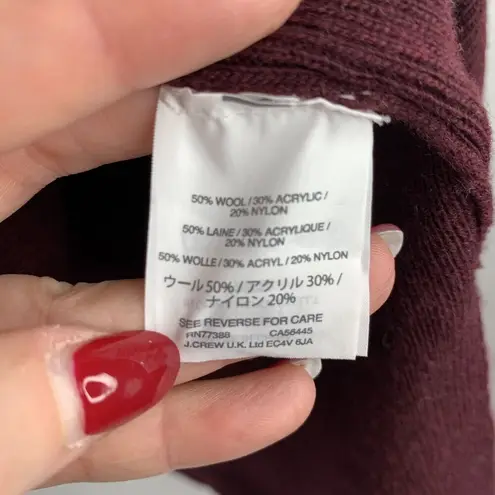 50% WOOL/30% ACRYLIC/
20% NYLON
50% LAINE/30% ACRYLIQUE/
20% NYLON
50% WOLLE/30% ACRYL/20% NYLON
ウール50%/アクリル30%/
ナイロン20%
SEE REVERSE FOR CARE
RN77388 CA56445
J.CREW U.K. Ltd EC4V 6JA